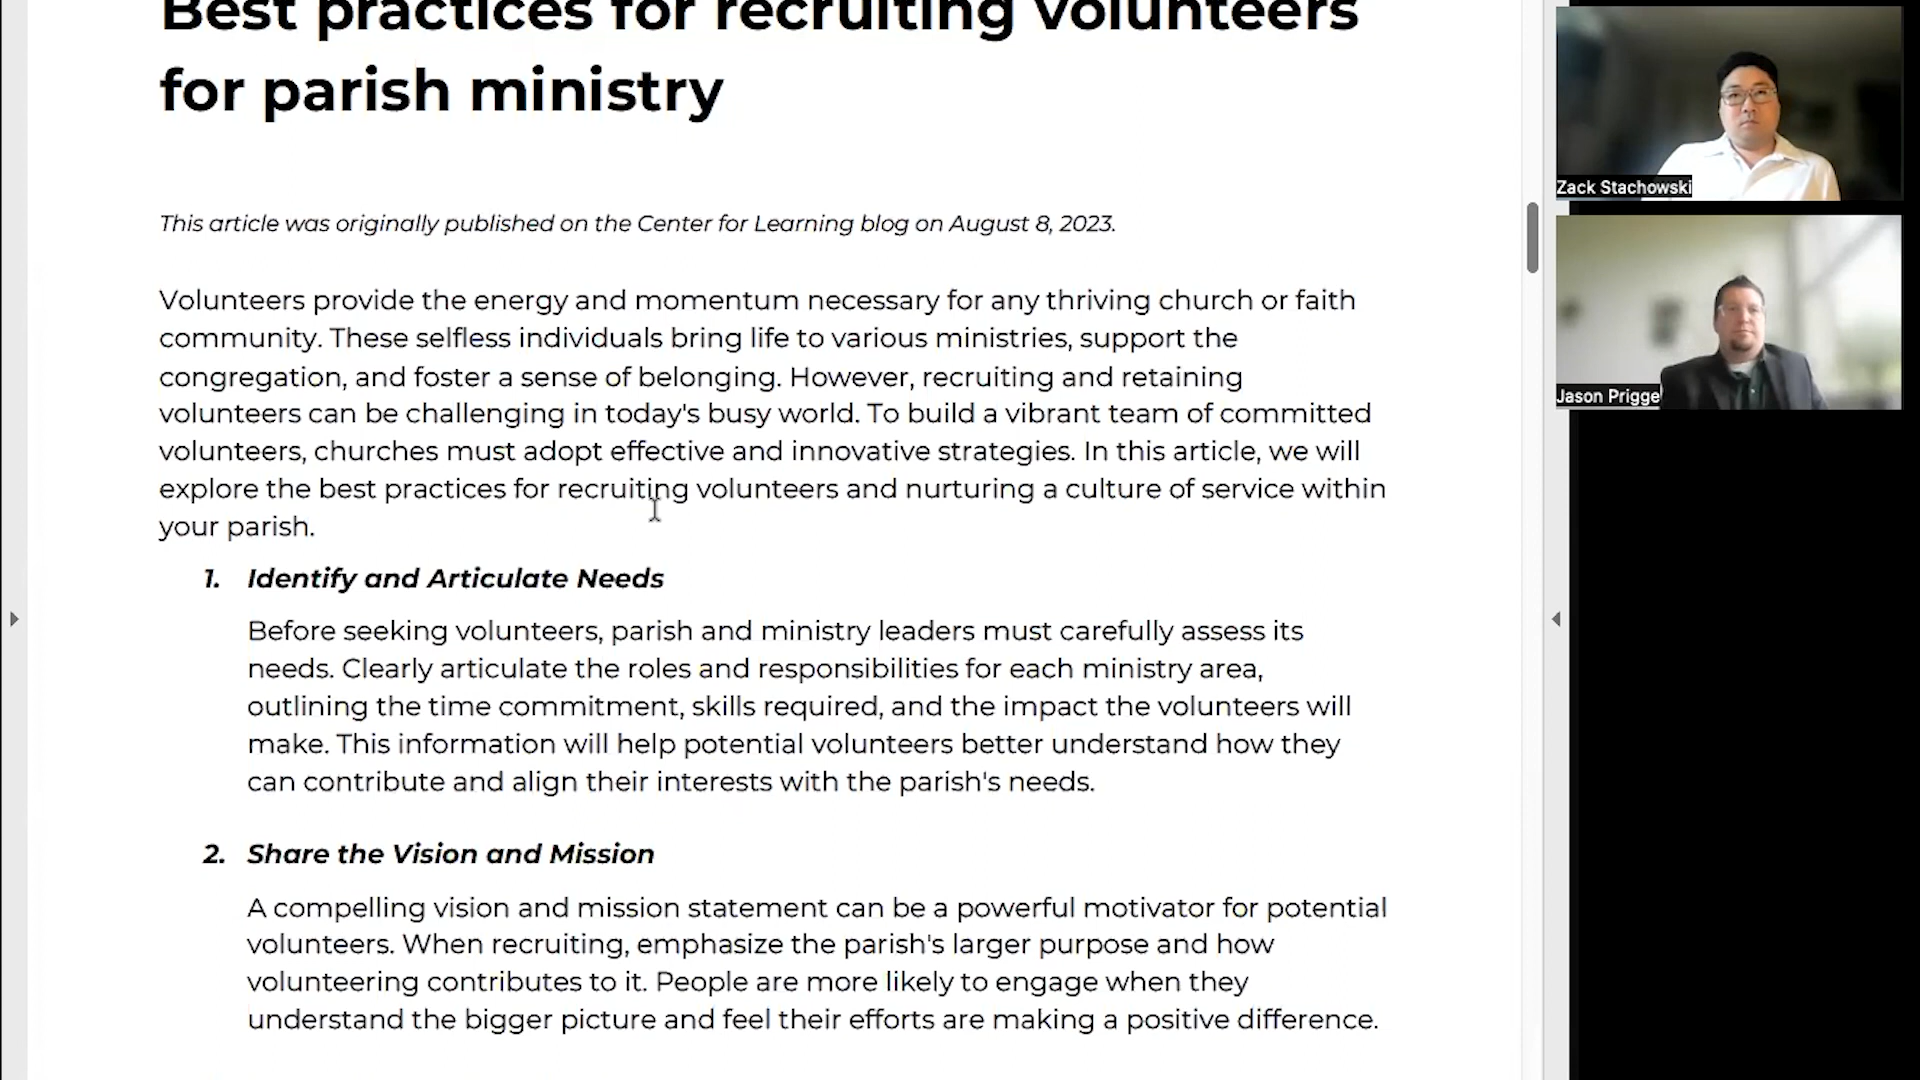 Best practices for recruiting volunteers
for parish ministry
This article was originally published on the Center for Learning blog on August 8, 2023.
Volunteers provide the energy and momentum necessary for any thriving church or faith
community. These selfless individuals bring life to various ministries, support the
congregation, and foster a sense of belonging. However, recruiting and retaining
volunteers can be challenging in today's busy world. To build a vibrant team of committed
volunteers, churches must adopt effective and innovative strategies. In this article, we will
explore the best practices for recruiting volunteers and nurturing a culture of service within
your parish.
1. Identify and Articulate Needs
Before seeking volunteers, parish and ministry leaders must carefully assess its
needs. Clearly articulate the roles and responsibilities for each ministry area,
outlining the time commitment, skills required, and the impact the volunteers will
make. This information will help potential volunteers better understand how they
can contribute and align their interests with the parish's needs.
2. Share the Vision and Mission
A compelling vision and mission statement can be a powerful motivator for potential
volunteers. When recruiting, emphasize the parish's larger purpose and how
volunteering contributes to it. People are more likely to engage when they
understand the bigger picture and feel their efforts are making a positive difference.
Zack Stachowski
Jason Prigge